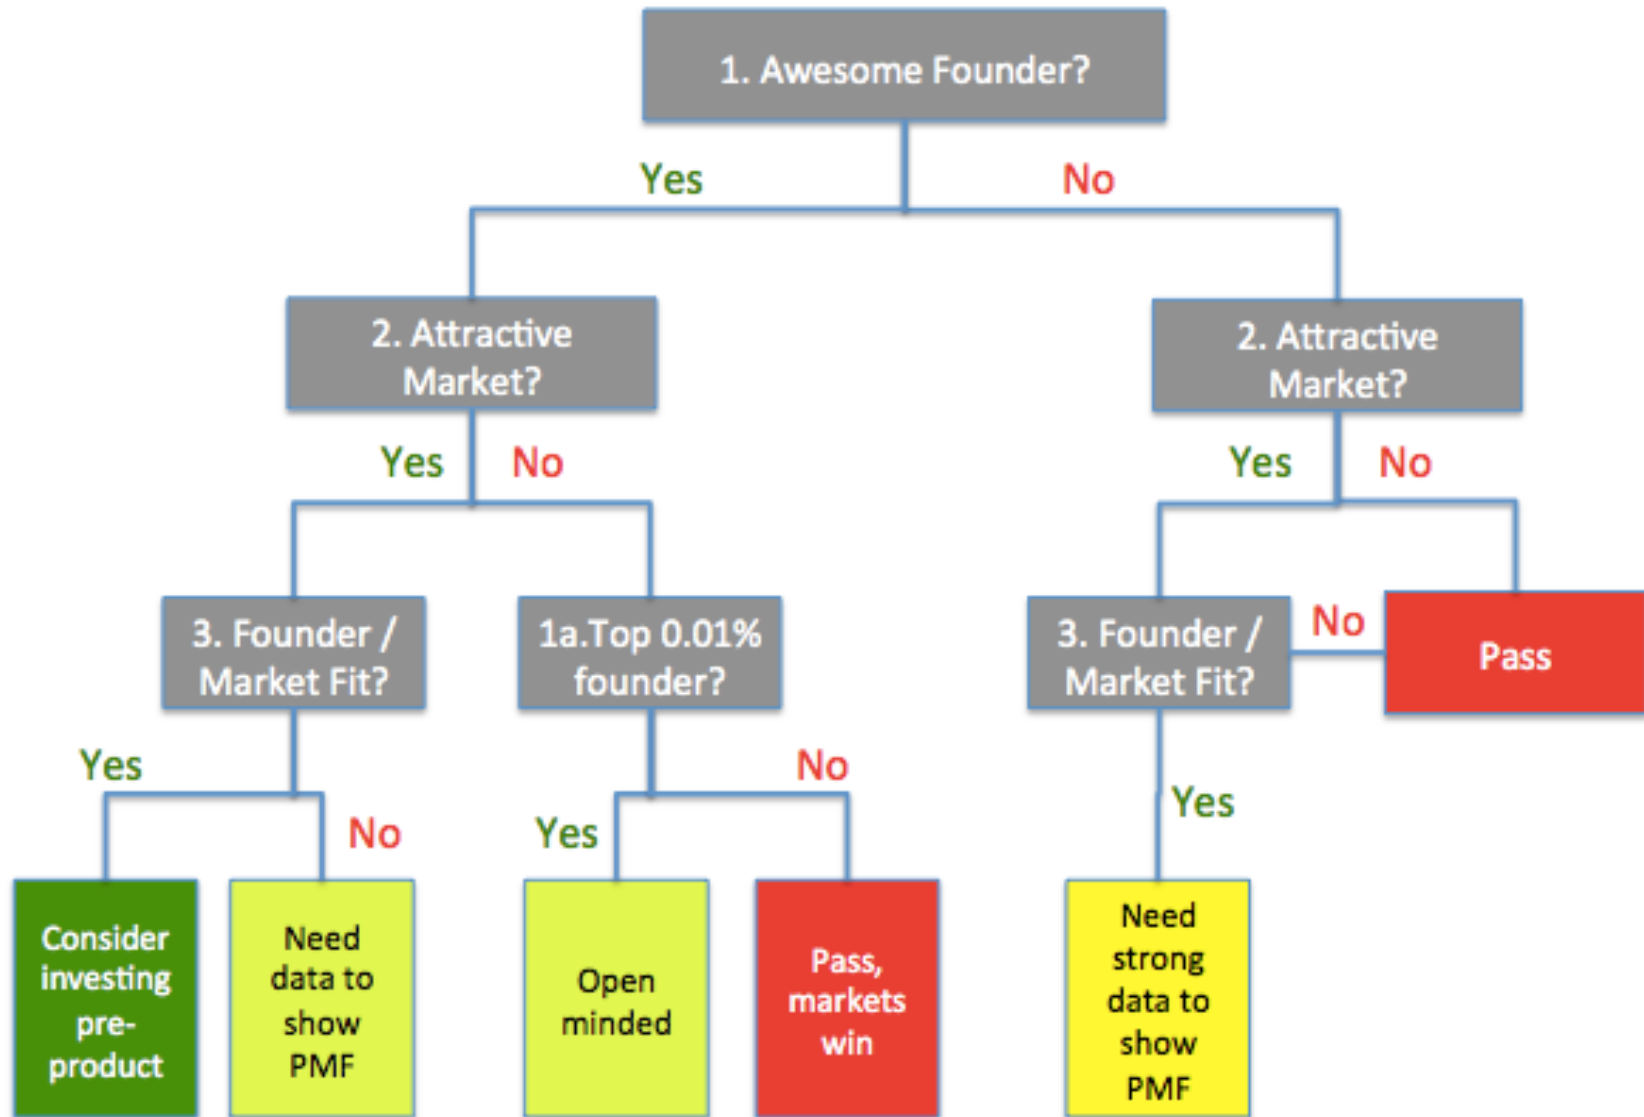 1. Awesome Founder?
Yes
No
2. Attractive
Market?
2. Attractive
Market?
Yes
No
Yes
No
3. Founder /
Market Fit?
1a.Top 0.01%
founder?
3. Founder /
Market Fit?
No
Pass
Yes
No
Yes
No
Yes
No
Consider
investing
pre-
product
Need
data to
show
PMF
Open
minded
Pass,
markets
win
Need
strong
data to
show
PMF